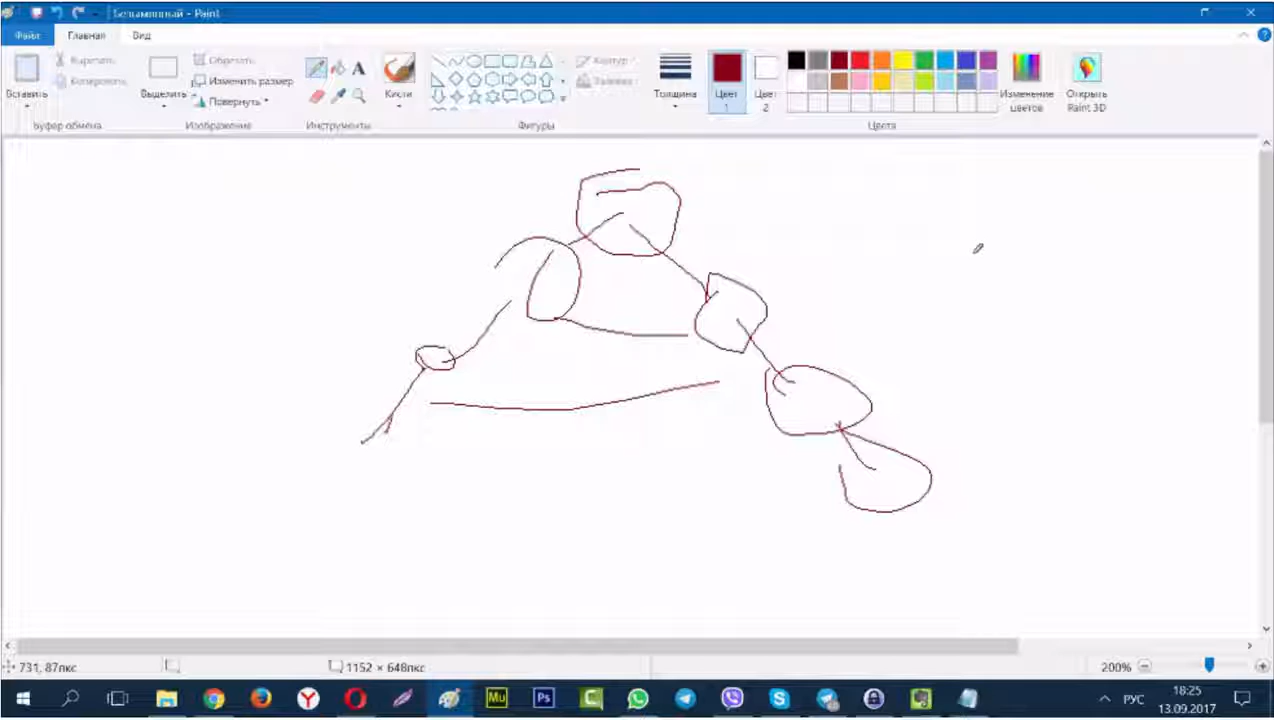 Безымянный - Paint
Файл
Главная
Вид
Вставить
Вырезать
Копировать
Буфер обмена
Выделить
Обрезать
Изменить размер
Повернуть
Изображение
A
Инструменты
Кисти
Контур
Заливка
Фигуры
Толщина
Цвет 1
Цвет 2
Цвета
Изменение цветов
Открыть Paint 3D
731, 87пкс
1152 × 648пкс
200%
Mu
Ps
C
РУС
18:25
13.09.2017